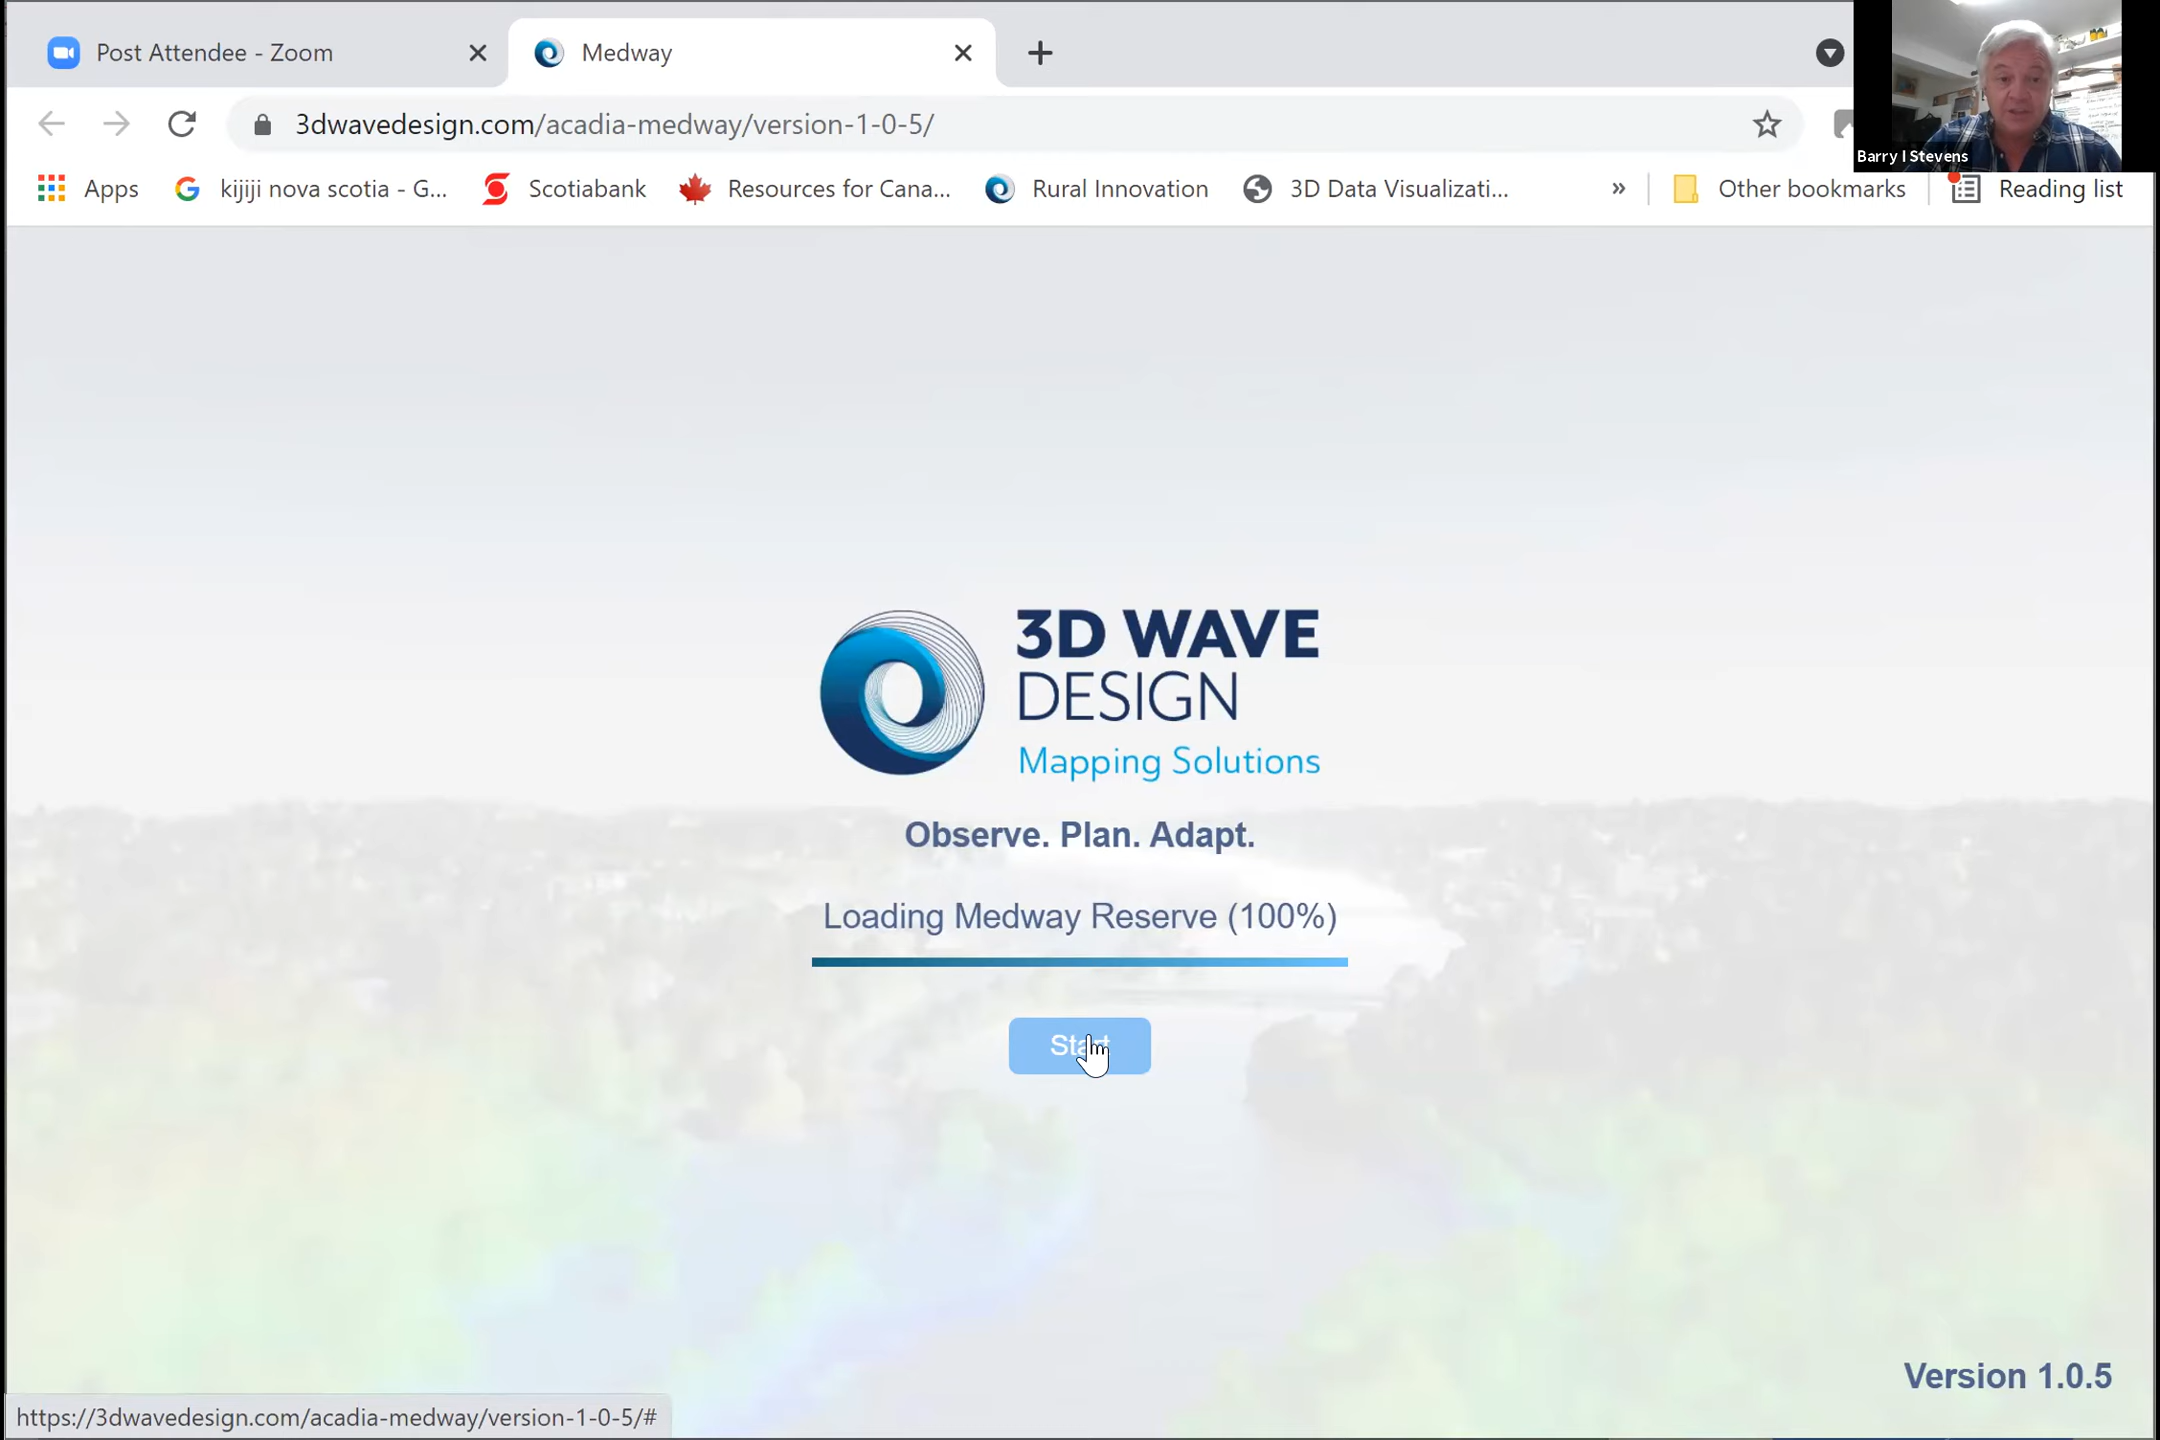 Post Attendee - Zoom
Medway
3dwavedesign.com/acadia-medway/version-1-0-5/
Barry I Stevens
Apps
kijiji nova scotia - G...
Scotiabank
Resources for Cana...
Rural Innovation
3D Data Visualizati...
»
Other bookmarks
Reading list
3D WAVE
DESIGN
Mapping Solutions
Observe. Plan. Adapt.
Loading Medway Reserve (100%)
Start
Version 1.0.5
https://3dwavedesign.com/acadia-medway/version-1-0-5/#